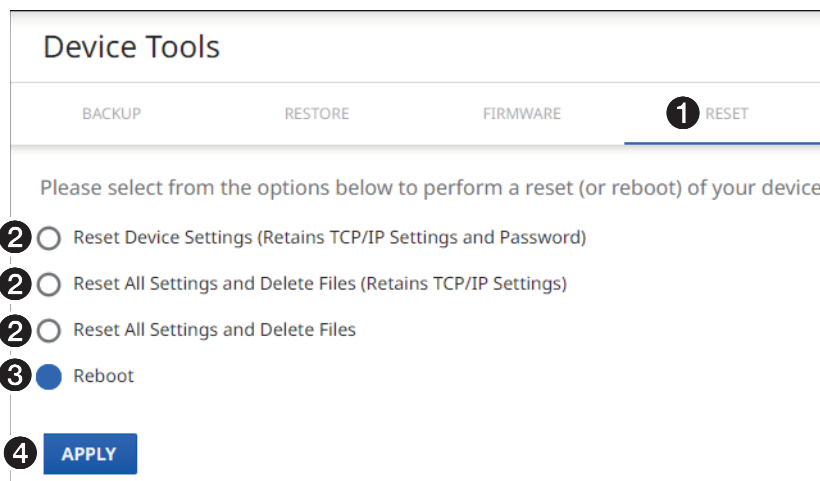 Device Tools
BACKUP RESTORE FIRMWARE 1 RESET
Please select from the options below to perform a reset (or reboot) of your device
2 Reset Device Settings (Retains TCP/IP Settings and Password)
2 Reset All Settings and Delete Files (Retains TCP/IP Settings)
2 Reset All Settings and Delete Files
3 Reboot
4 APPLY